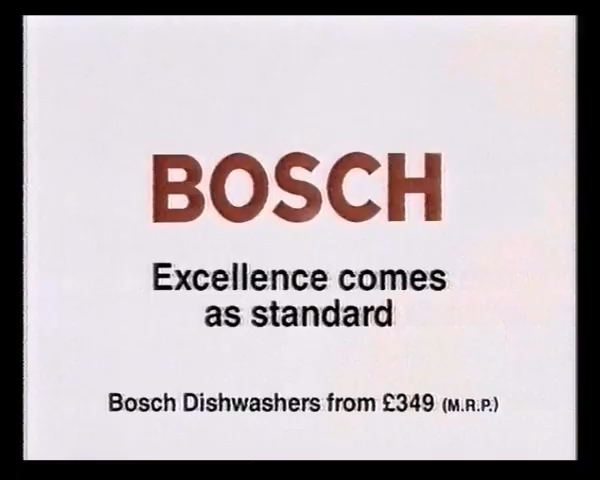 BOSCH
Excellence comes
as standard
Bosch Dishwashers from £349 (M.R.P.)